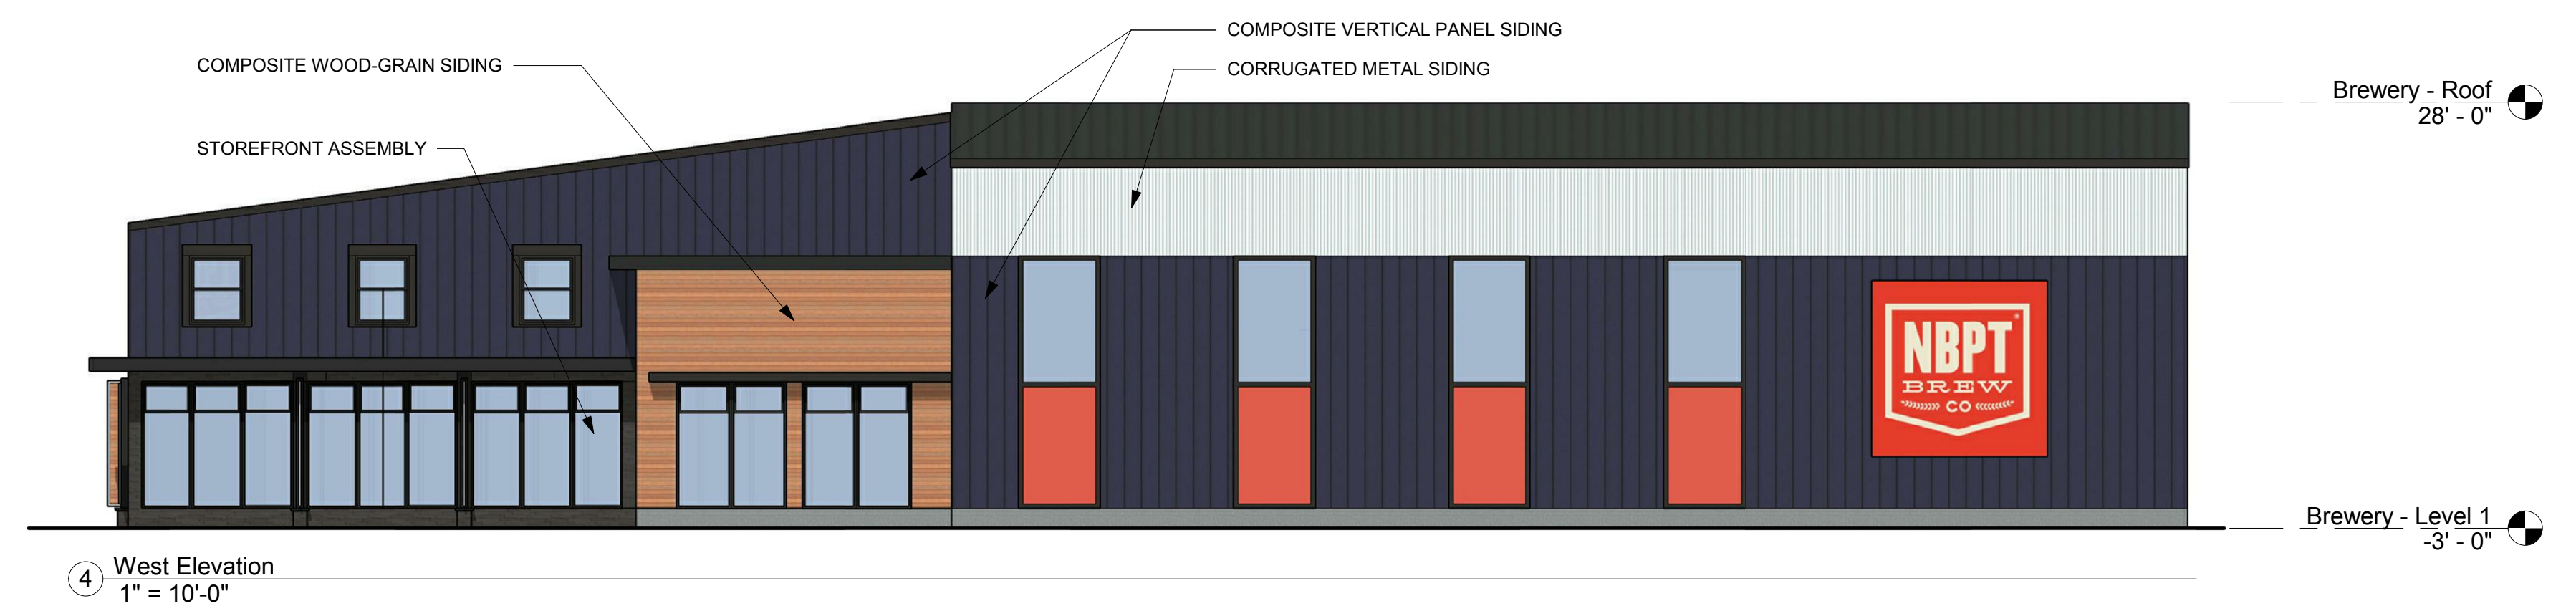 COMPOSITE VERTICAL PANEL SIDING
COMPOSITE WOOD-GRAIN SIDING
CORRUGATED METAL SIDING
STOREFRONT ASSEMBLY
Brewery - Roof
28' - 0"
NBPT®
BREW
CO
Brewery - Level 1
-3' - 0"
4
West Elevation
1" = 10'-0"